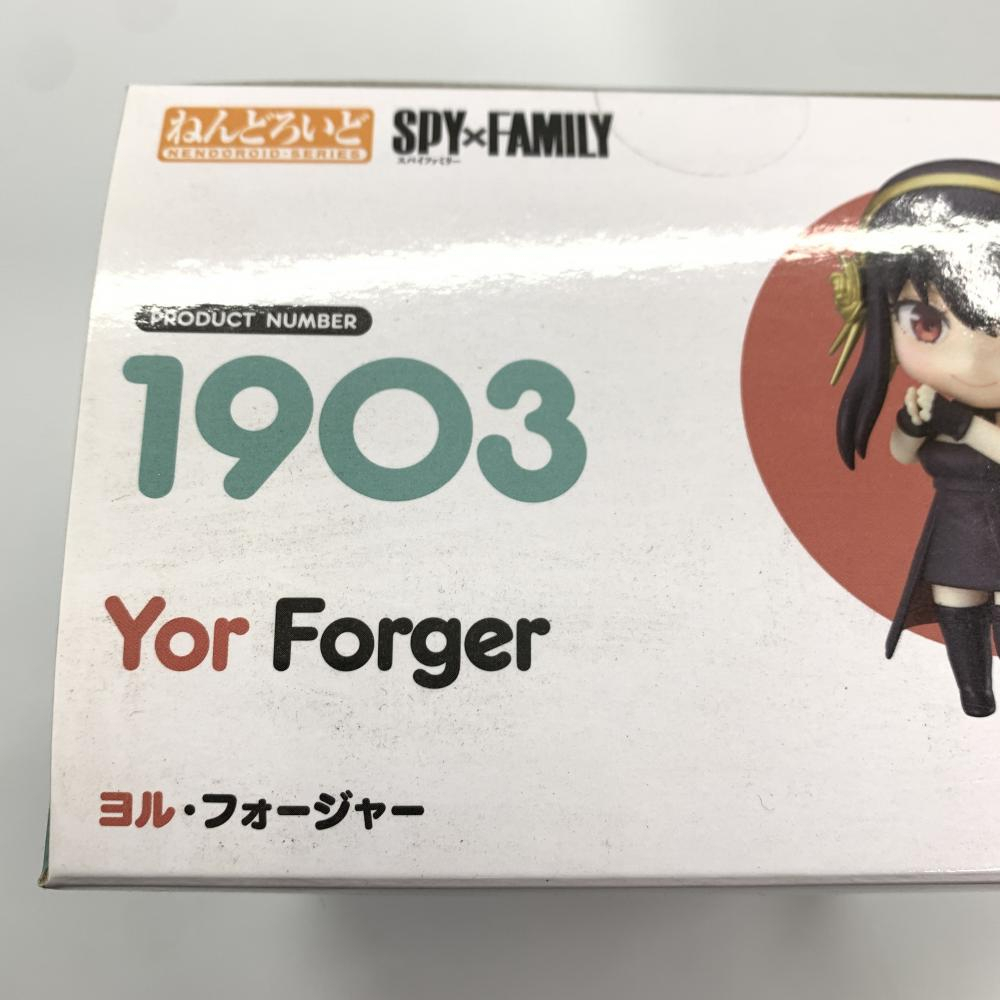 ねんどろいど
NENDOROID・SERIES
SPY×FAMILY
スパイファミリー
PRODUCT NUMBER
1903
Yor Forger
ヨル・フォージャー